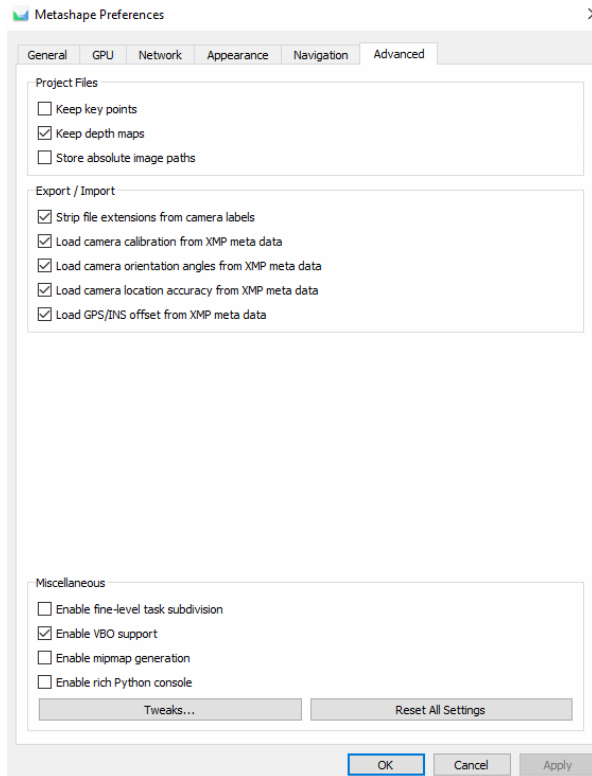 Metashape Preferences
General GPU Network Appearance Navigation Advanced
Project Files
Keep key points
Keep depth maps
Store absolute image paths
Export / Import
Strip file extensions from camera labels
Load camera calibration from XMP meta data
Load camera orientation angles from XMP meta data
Load camera location accuracy from XMP meta data
Load GPS/INS offset from XMP meta data
Miscellaneous
Enable fine-level task subdivision
Enable VBO support
Enable mipmap generation
Enable rich Python console
Tweaks... Reset All Settings
OK Cancel Apply